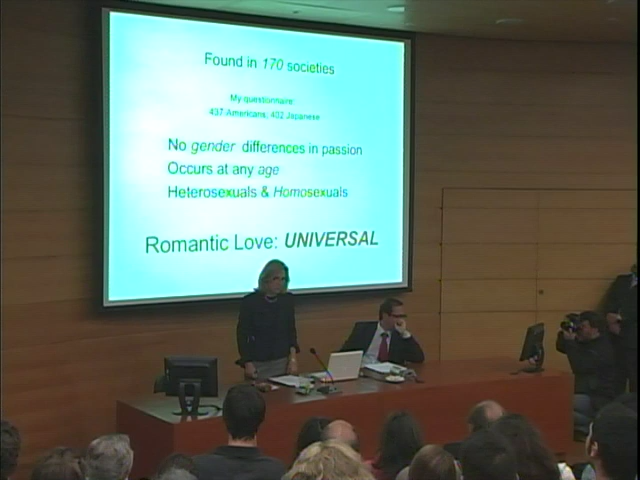 Found in 170 societies
My questionnaire:
437 Americans, 402 Japanese
No gender differences in passion
Occurs at any age
Heterosexuals & Homosexuals
Romantic Love: UNIVERSAL